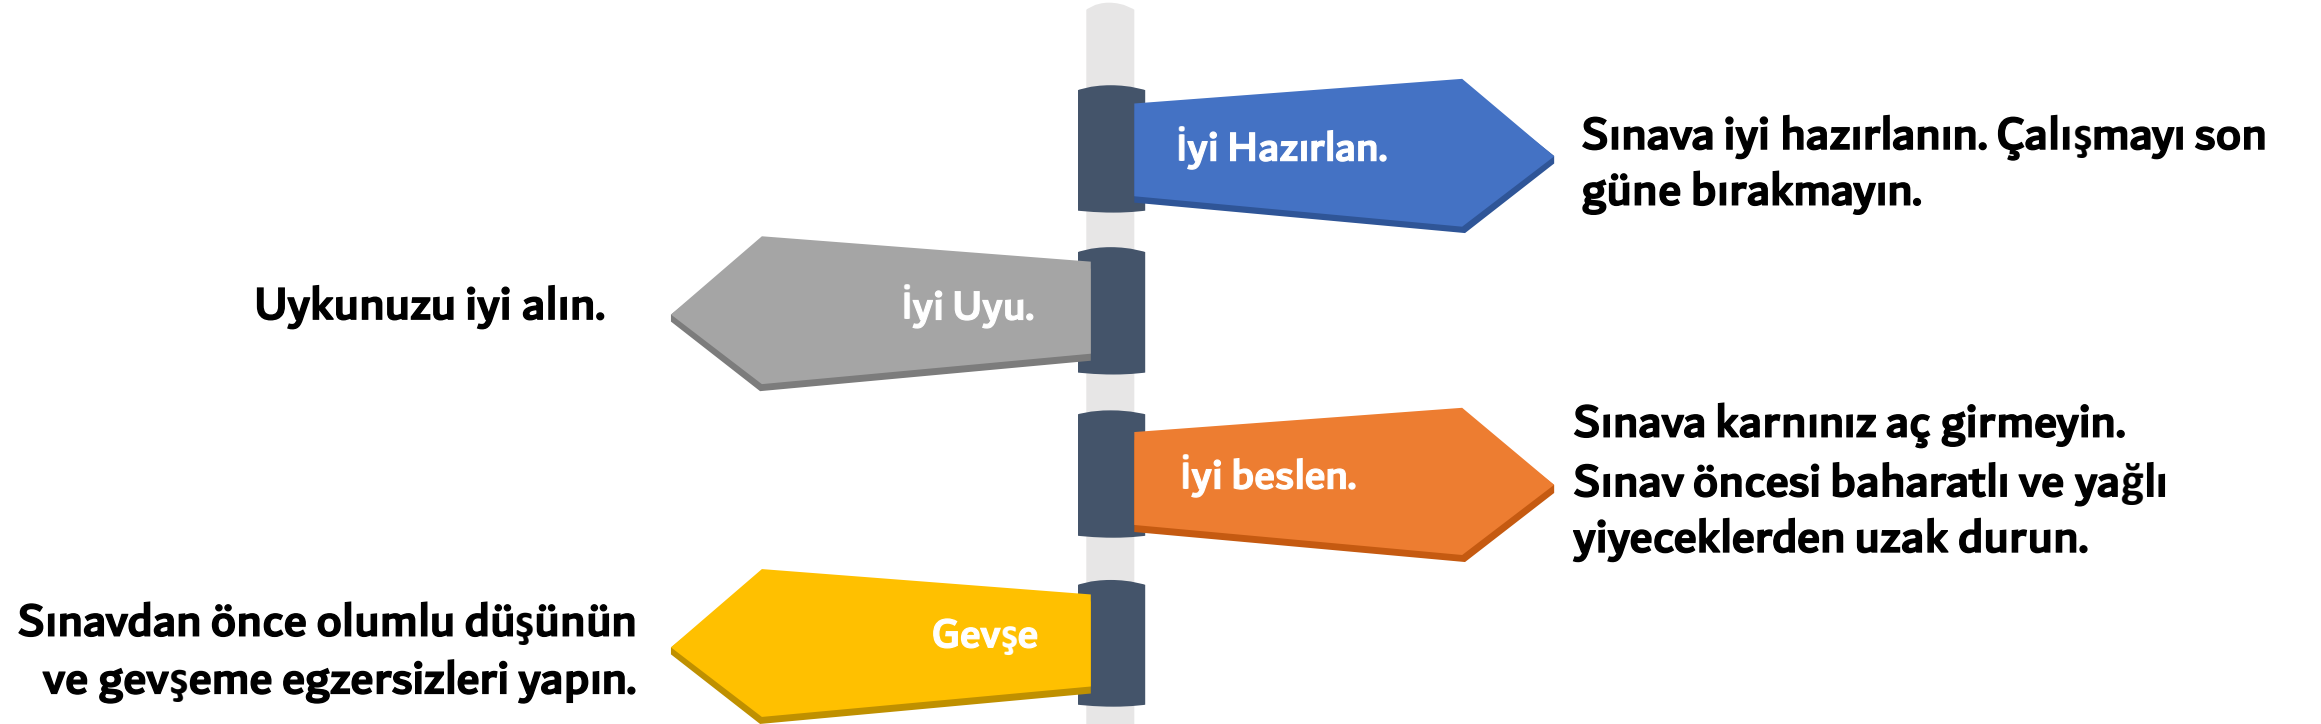 İyi Hazırlan.
Sınava iyi hazırlanın. Çalışmayı son
güne bırakmayın.
Uykunuzu iyi alın.
İyi Uyu.
İyi beslen.
Sınava karnınız aç girmeyin.
Sınav öncesi baharatlı ve yağlı
yiyeceklerden uzak durun.
Sınavdan önce olumlu düşünün
ve gevşeme egzersizleri yapın.
Gevşe